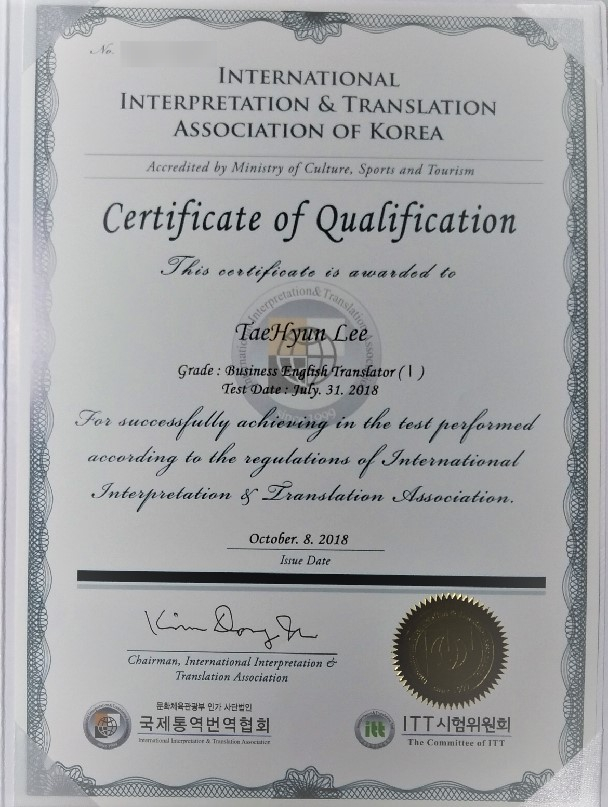 No.
INTERNATIONAL
INTERPRETATION & TRANSLATION
ASSOCIATION OF KOREA
Accredited by Ministry of Culture, Sports and Tourism
Certificate of Qualification
This certificate is awarded to
TaeHyun Lee
Grade : Business English Translator ( I )
Test Date : July. 31. 2018
For successfully achieving in the test performed
according to the regulations of International
Interpretation & Translation Association.
October. 8. 2018
Issue Date
Chairman, International Interpretation &
Translation Association
문화체육관광부 인가 사단법인
국제통역번역협회
International Interpretation & Translation Association
itt
ITT시험위원회
The Committee of ITT